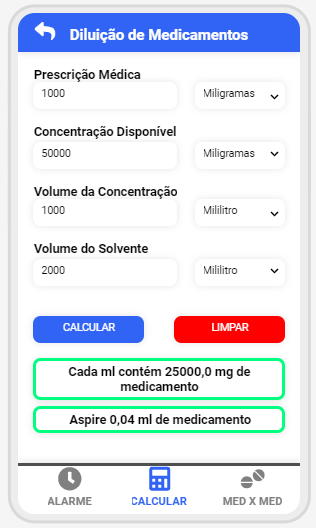 Diluição de Medicamentos
Prescrição Médica
1000 Miligramas
Concentração Disponível
50000 Miligramas
Volume da Concentração
1000 Mililitro
Volume do Solvente
2000 Mililitro
CALCULAR LIMPAR
Cada ml contém 25000,0 mg de
medicamento
Aspire 0,04 ml de medicamento
ALARME CALCULAR MED X MED